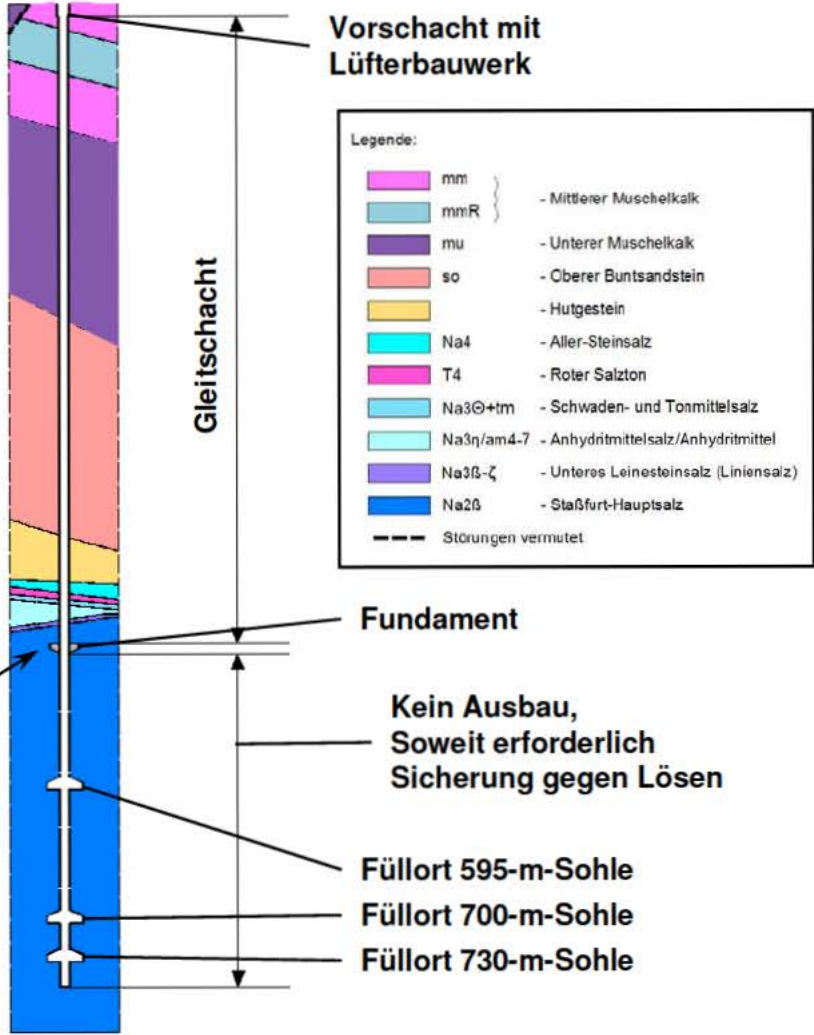 Vorschacht mit
Lüfterbauwerk
Legende:
mm
mmR
- Mittlerer Muschelkalk
mu - Unterer Muschelkalk
so - Oberer Buntsandstein
- Hutgestein
Na4 - Aller-Steinsalz
T4 - Roter Salzton
Na3Θ+tm - Schwaden- und Tonmittelsalz
Na3η/am4-7 - Anhydritmittelsalz/Anhydritmittel
Na3ß-ζ - Unteres Leinesteinsalz (Liniensalz)
Na2ß - Staßfurt-Hauptsalz
Störungen vermutet
Gleitschacht
Fundament
Kein Ausbau,
Soweit erforderlich
Sicherung gegen Lösen
Füllort 595-m-Sohle
Füllort 700-m-Sohle
Füllort 730-m-Sohle